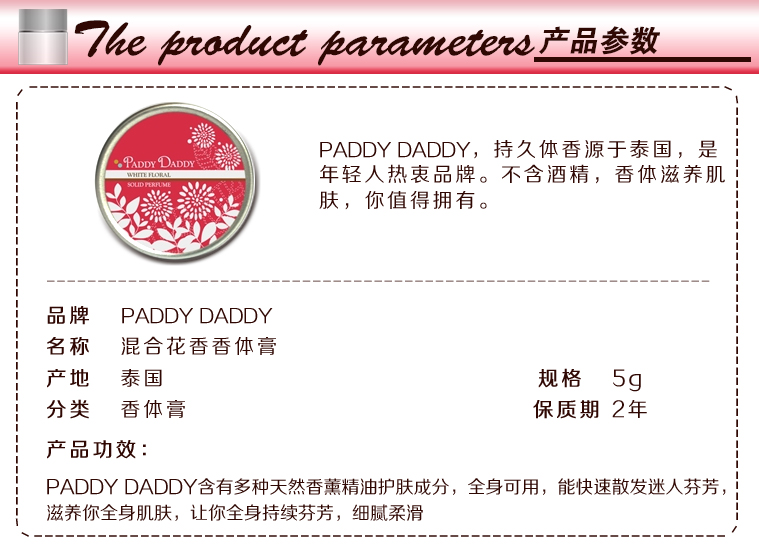 The product parameters 产品参数
PADDY DADDY
WHITE FLORAL
SOLID PERFUME
PADDY DADDY，持久体香源于泰国，是
年轻人热衷品牌。不含酒精，香体滋养肌
肤，你值得拥有。
品牌 PADDY DADDY
名称 混合花香香体膏
产地 泰国 规格 5g
分类 香体膏 保质期 2年
产品功效：
PADDY DADDY含有多种天然香薰精油护肤成分，全身可用，能快速散发迷人芬芳，
滋养你全身肌肤，让你全身持续芬芳，细腻柔滑